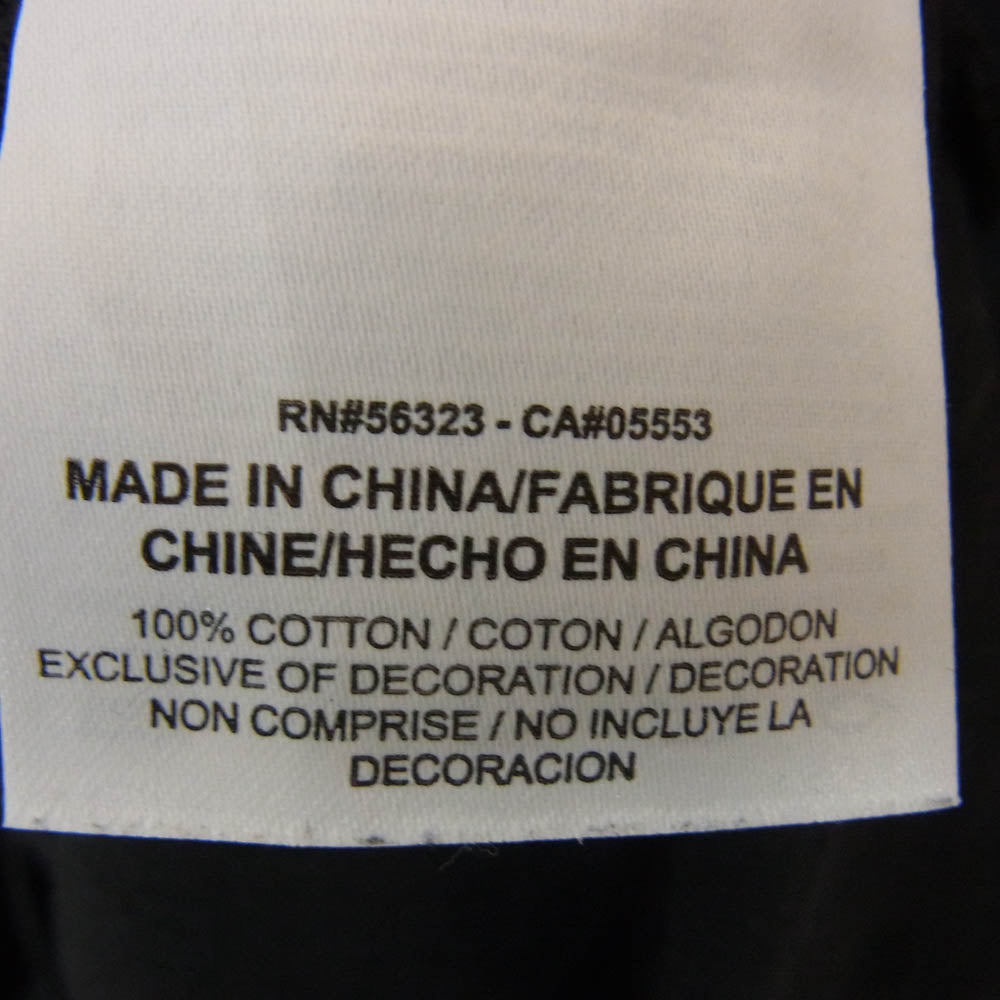 RN#56323 - CA#05553
MADE IN CHINA/FABRIQUE EN
CHINE/HECHO EN CHINA
100% COTTON / COTON / ALGODON
EXCLUSIVE OF DECORATION / DECORATION
NON COMPRISE / NO INCLUYE LA
DECORACION